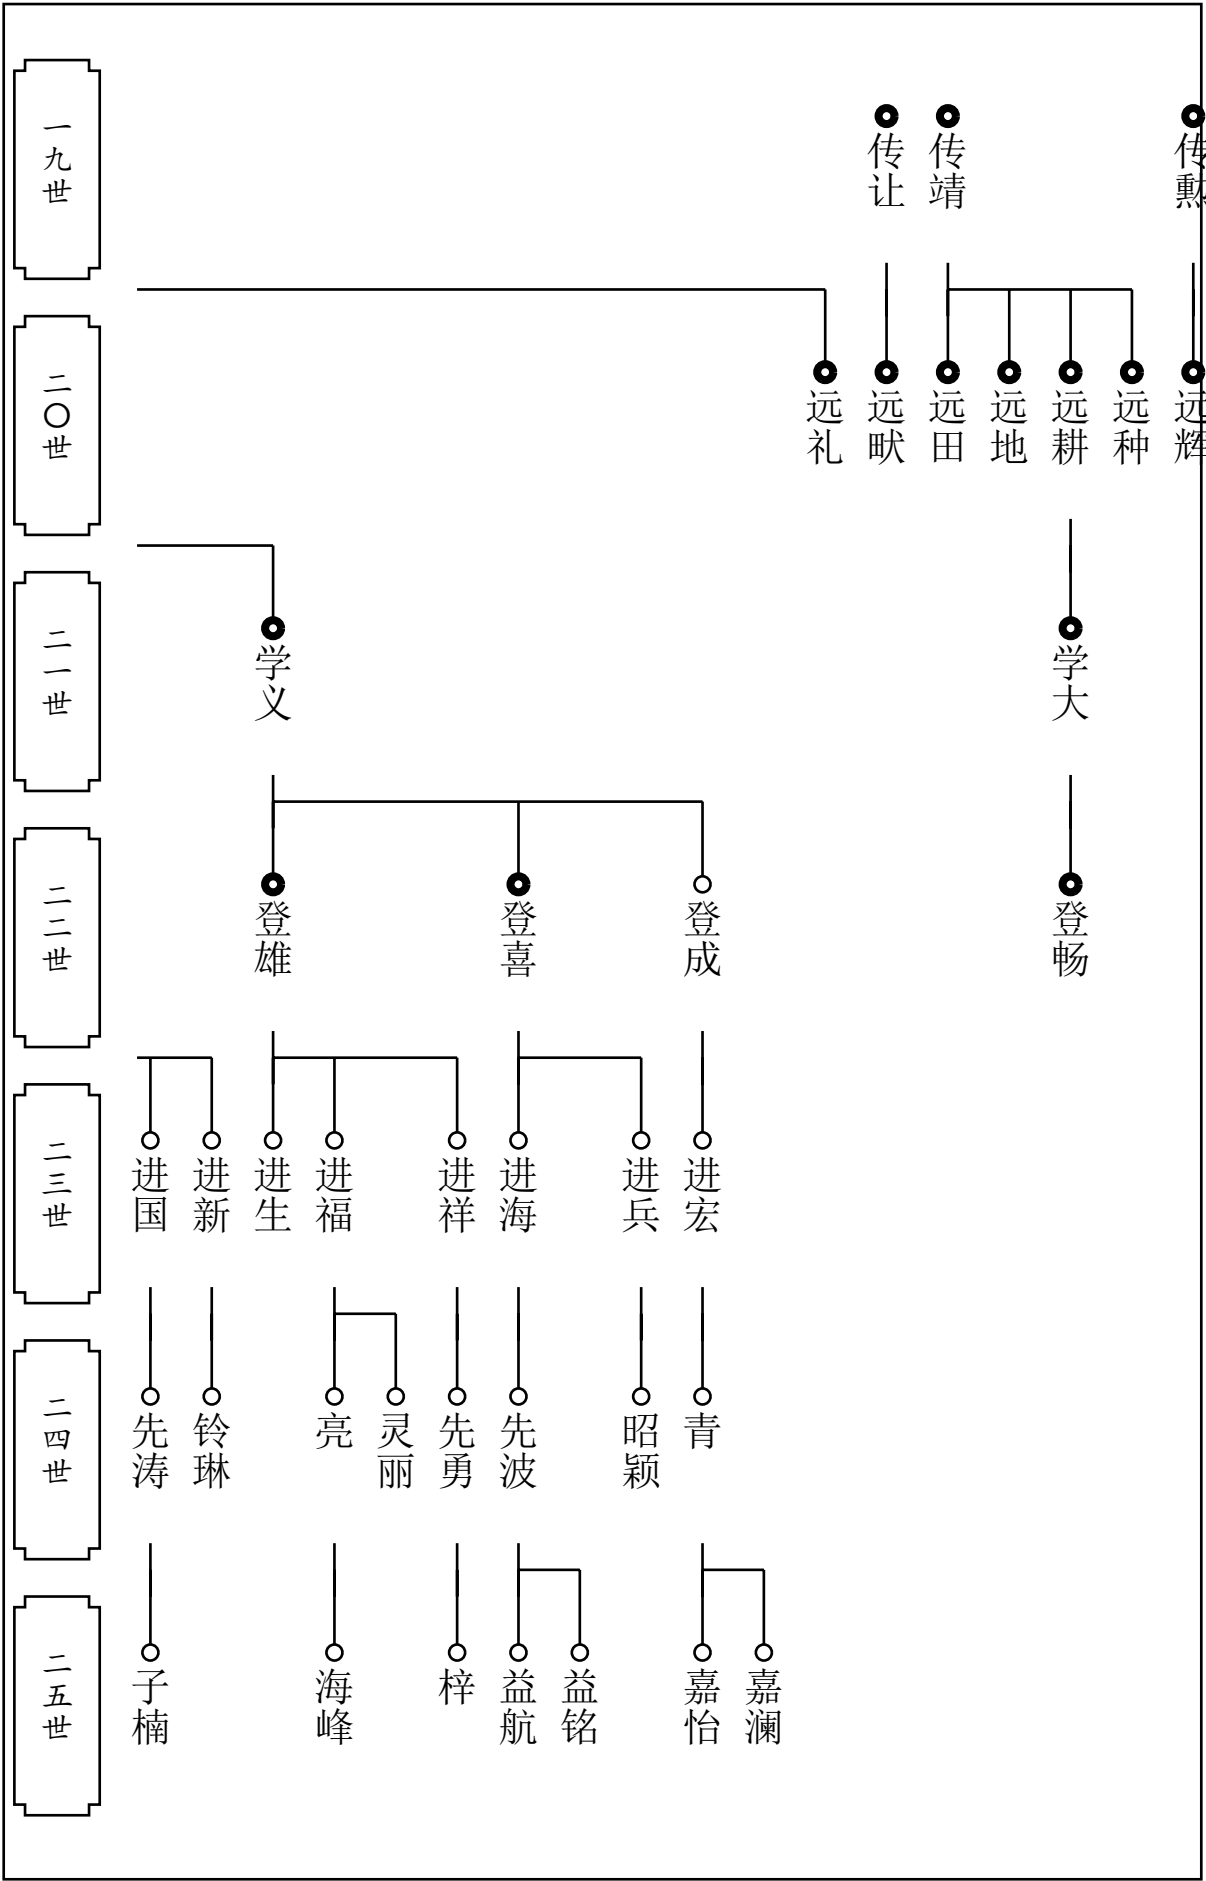 一九世
传让
传靖
传勲
二〇世
远礼
远畎
远田
远地
远耕
远种
远辉
二一世
学义
学大
二二世
登雄
登喜
登成
登畅
二三世
进国
进新
进生
进福
进祥
进海
进兵
进宏
二四世
先涛
铃琳
亮
灵丽
先勇
先波
昭颖
青
二五世
子楠
海峰
梓
益航
益铭
嘉怡
嘉澜